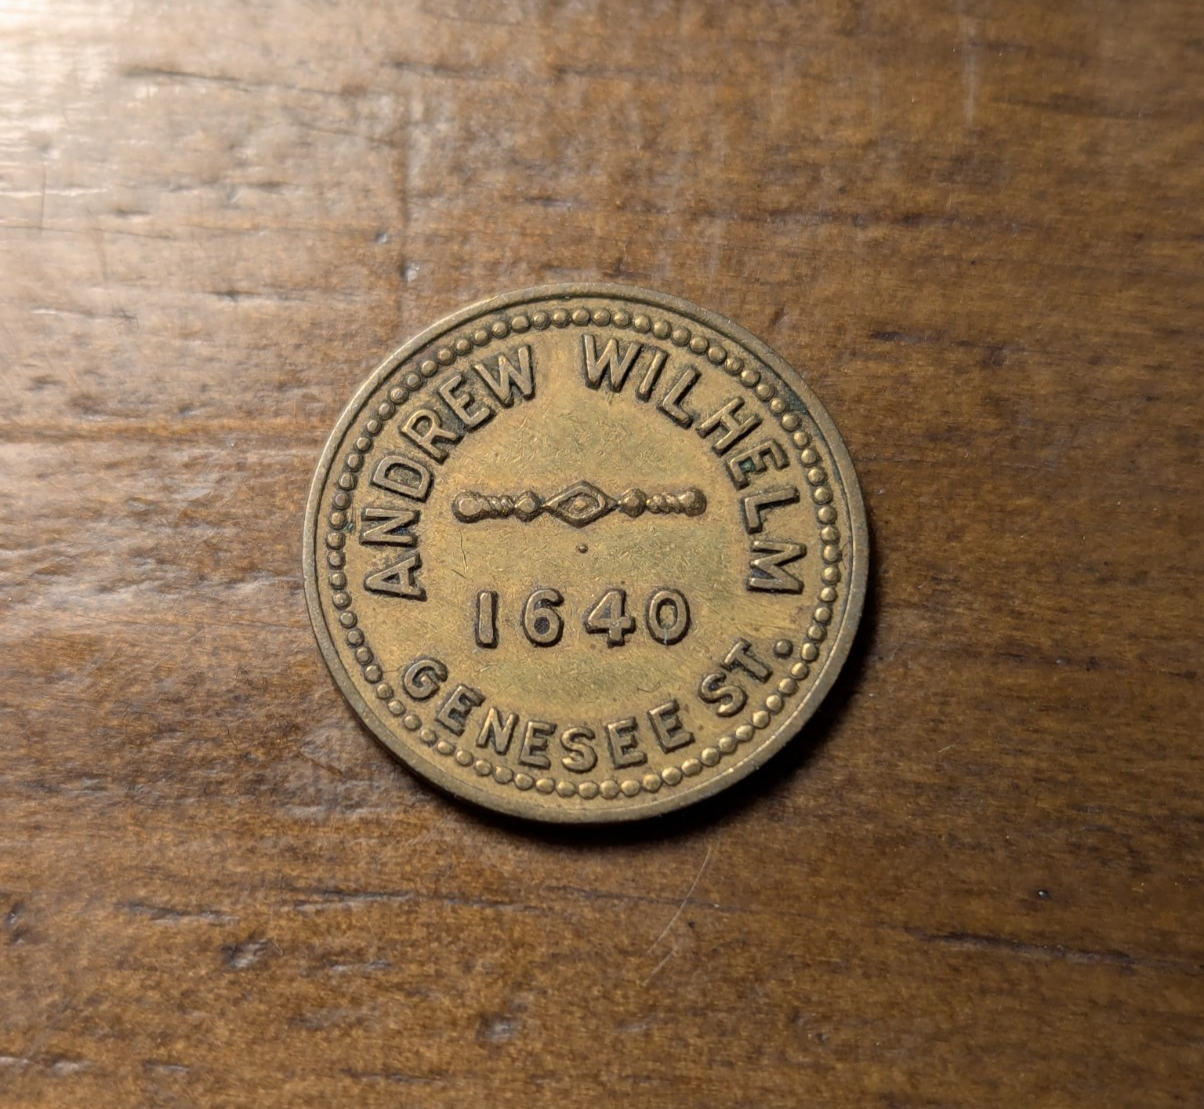 ANDREW WILHELM
1640
GENESEE ST.